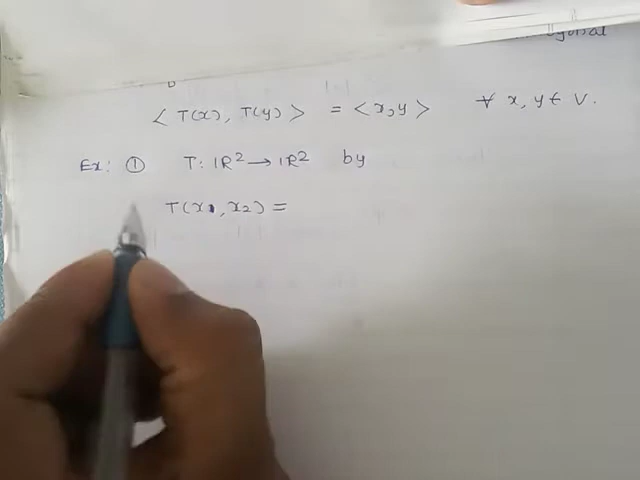 ⟨ T(x), T(y) ⟩ = ⟨ x, y ⟩ ∀ x, y ∈ V.
Ex: ① T: ℝ² → ℝ² by
T(x₁, x₂) =